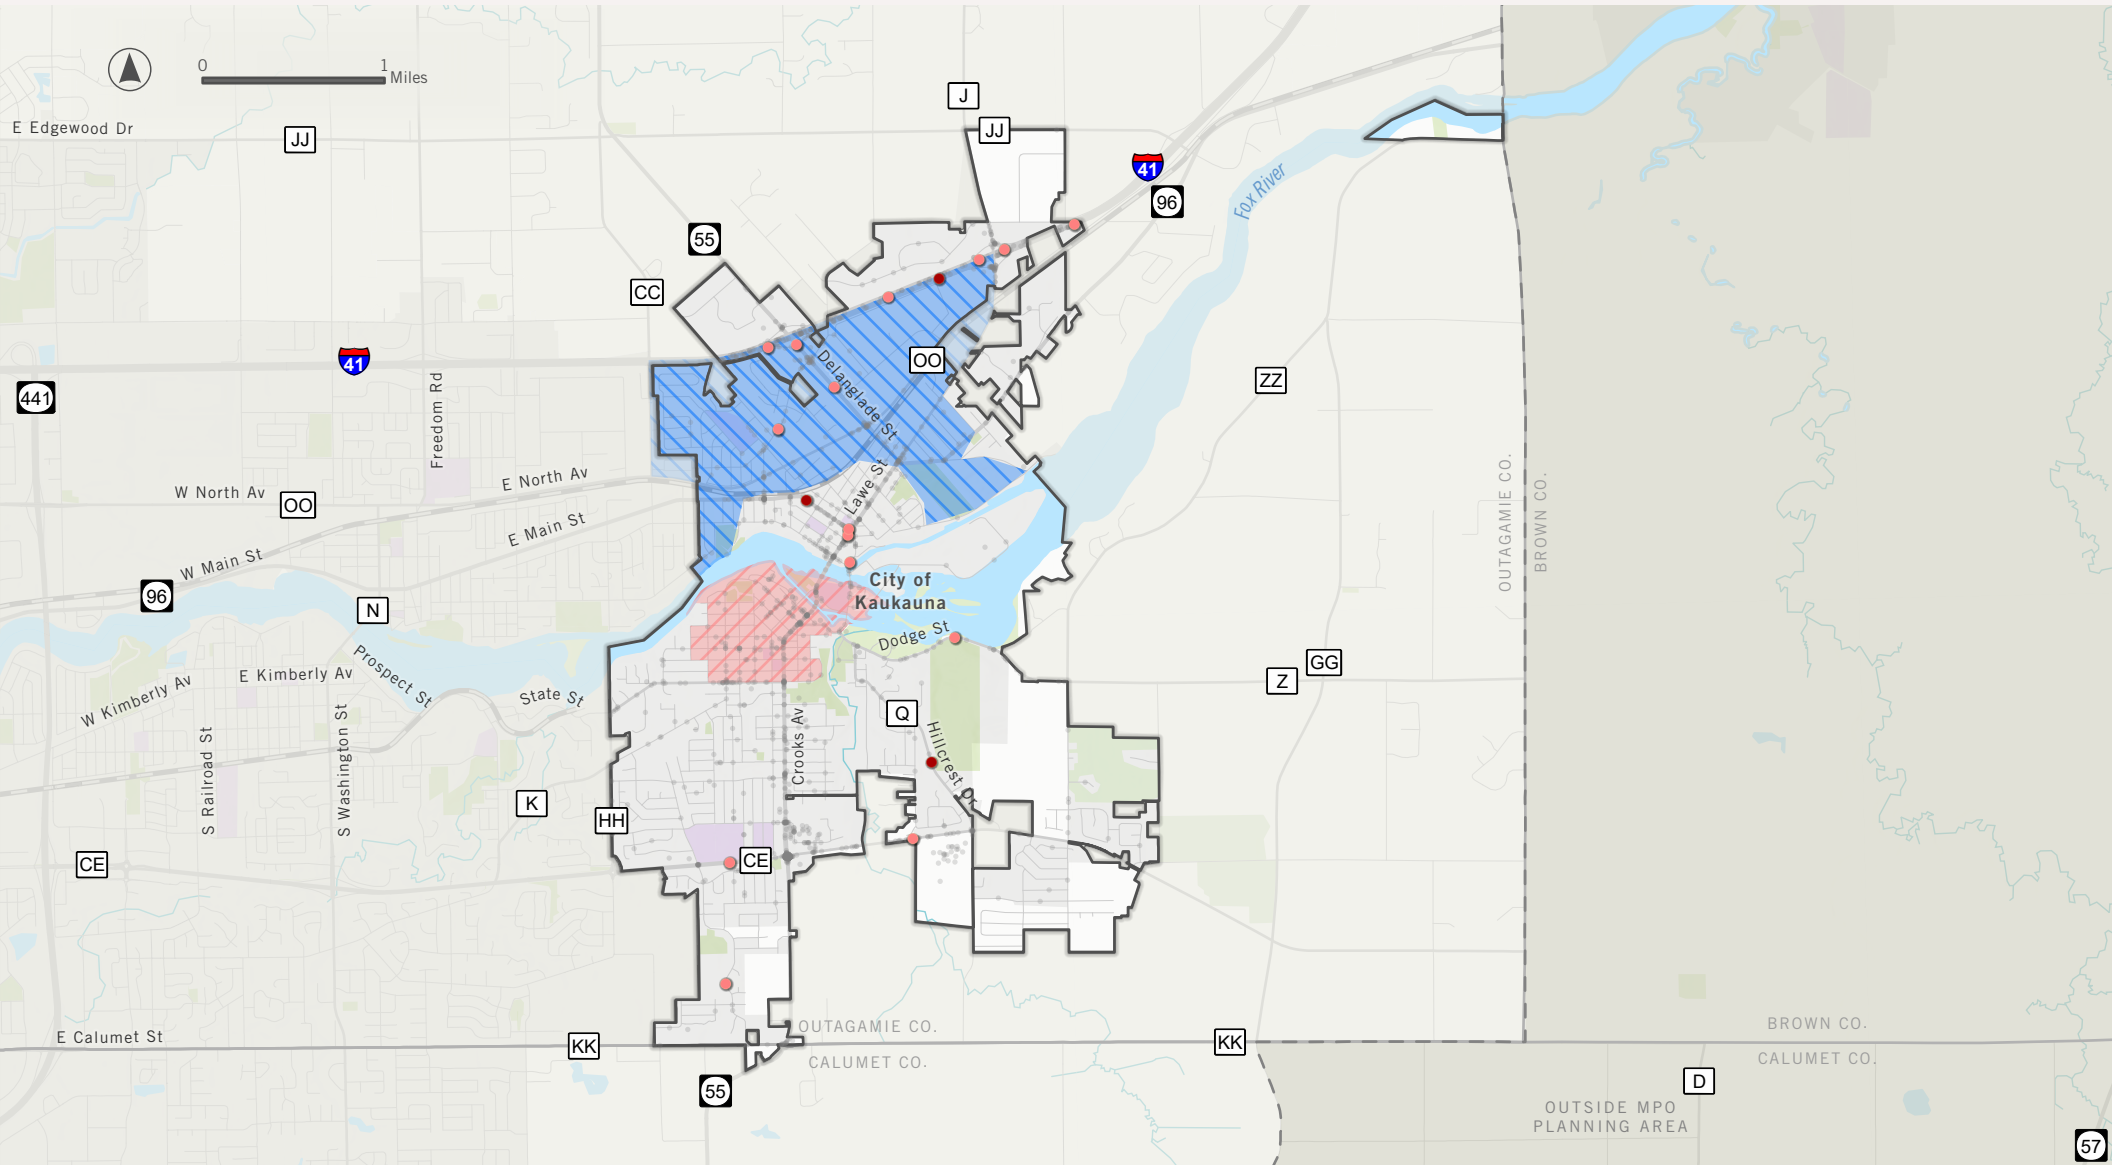 0 1
Miles
J
E Edgewood Dr
JJ
JJ
41
96
Fox River
55
CC
41
OO
Delanglade St
441
ZZ
Freedom Rd
E North Av
W North Av
OO
Lawe St
OUTAGAMIE CO.
BROWN CO.
E Main St
W Main St
96
City of
Kaukauna
N
Dodge St
Prospect St
E Kimberly Av
W Kimberly Av
State St
GG
Z
Q
Crooks Av
Hillcrest Dr
S Railroad St
S Washington St
K
HH
CE
CE
E Calumet St
KK
OUTAGAMIE CO.
CALUMET CO.
KK
BROWN CO.
CALUMET CO.
55
D
OUTSIDE MPO
PLANNING AREA
57